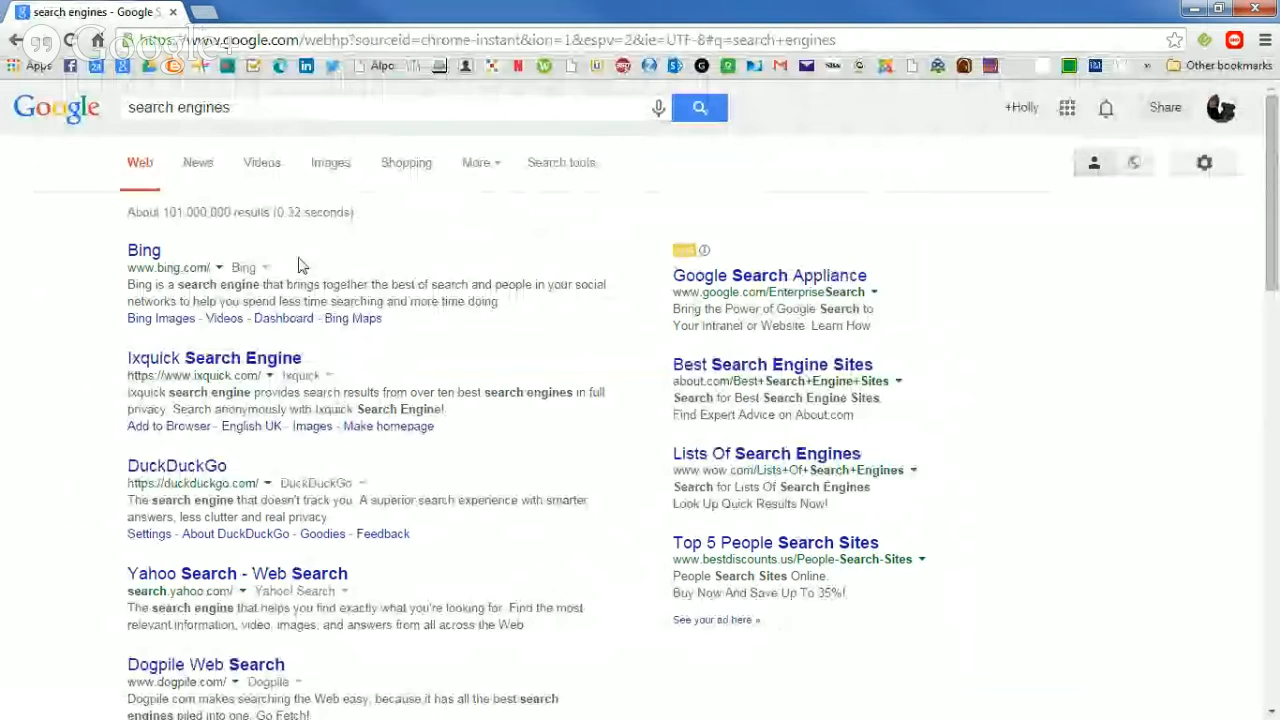 search engines - Google S
Google+
https://www.google.com/webhp?sourceid=chrome-instant&ion=1&espv=2&ie=UTF-8#q=search+engines
Apps
Alpo
Other bookmarks
Google
search engines
+Holly
Share
Web News Videos Images Shopping More Search tools
About 101,000,000 results (0.32 seconds)
Bing
www.bing.com/ Bing
Bing is a search engine that brings together the best of search and people in your social
networks to help you spend less time searching and more time doing
Bing Images - Videos - Dashboard - Bing Maps
Ixquick Search Engine
https://www.ixquick.com/ Ixquick
Ixquick search engine provides search results from over ten best search engines in full
privacy. Search anonymously with Ixquick Search Engine!
Add to Browser - English UK - Images - Make homepage
DuckDuckGo
https://duckduckgo.com/ DuckDuckGo
The search engine that doesn't track you. A superior search experience with smarter
answers, less clutter and real privacy
Settings - About DuckDuckGo - Goodies - Feedback
Yahoo Search - Web Search
search.yahoo.com/ Yahoo! Search
The search engine that helps you find exactly what you're looking for. Find the most
relevant information, video, images, and answers from all across the Web
Dogpile Web Search
www.dogpile.com/ Dogpile
Dogpile.com makes searching the Web easy, because it has all the best search
engines piled into one. Go Fetch!
Google Search Appliance
www.google.com/EnterpriseSearch
Bring the Power of Google Search to
Your Intranet or Website. Learn How
Best Search Engine Sites
about.com/Best+Search+Engine+Sites
Search for Best Search Engine Sites.
Find Expert Advice on About.com
Lists Of Search Engines
www.wow.com/Lists+Of+Search+Engines
Search for Lists Of Search Engines
Look Up Quick Results Now!
Top 5 People Search Sites
www.bestdiscounts.us/People-Search-Sites
People Search Sites Online.
Buy Now And Save Up To 35%!
See your ad here »